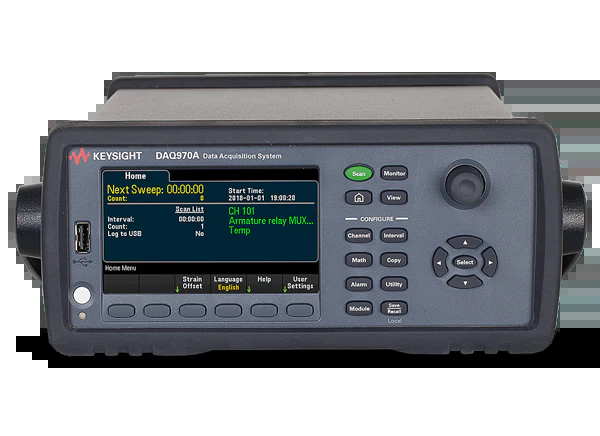 KEYSIGHT DAQ970A Data Acquisition System
Home
Next Sweep: 00:00:00
Count: 0
Start Time:
2018-01-01 19:00:20
Scan List
Interval: 00:00:00
Count: 1
Log to USB No
CH 101
Armature relay MUX...
Temp
Home Menu
Strain Offset
Language English
Help
User Settings
Scan Monitor
View
CONFIGURE
Channel Interval
Math Copy
Alarm Utility
Module Save Recall
Local
Select